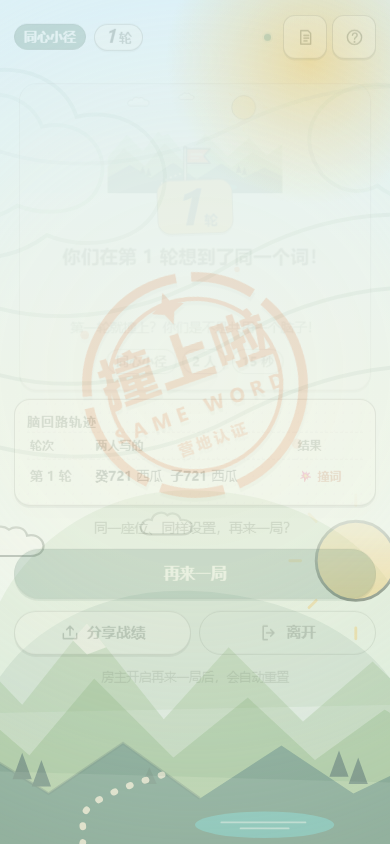 同心小径 1轮
1轮
你们在第 1 轮想到了同一个词！
撞上啦
SAME WORD
营地认证
脑回路轨迹
轮次 两人写的 结果
第 1 轮 癸721 西瓜 子721 西瓜 撞词
同一座位，同样设置，再来一局？
再来一局
分享战绩 离开
房主开启再来一局后，会自动重置